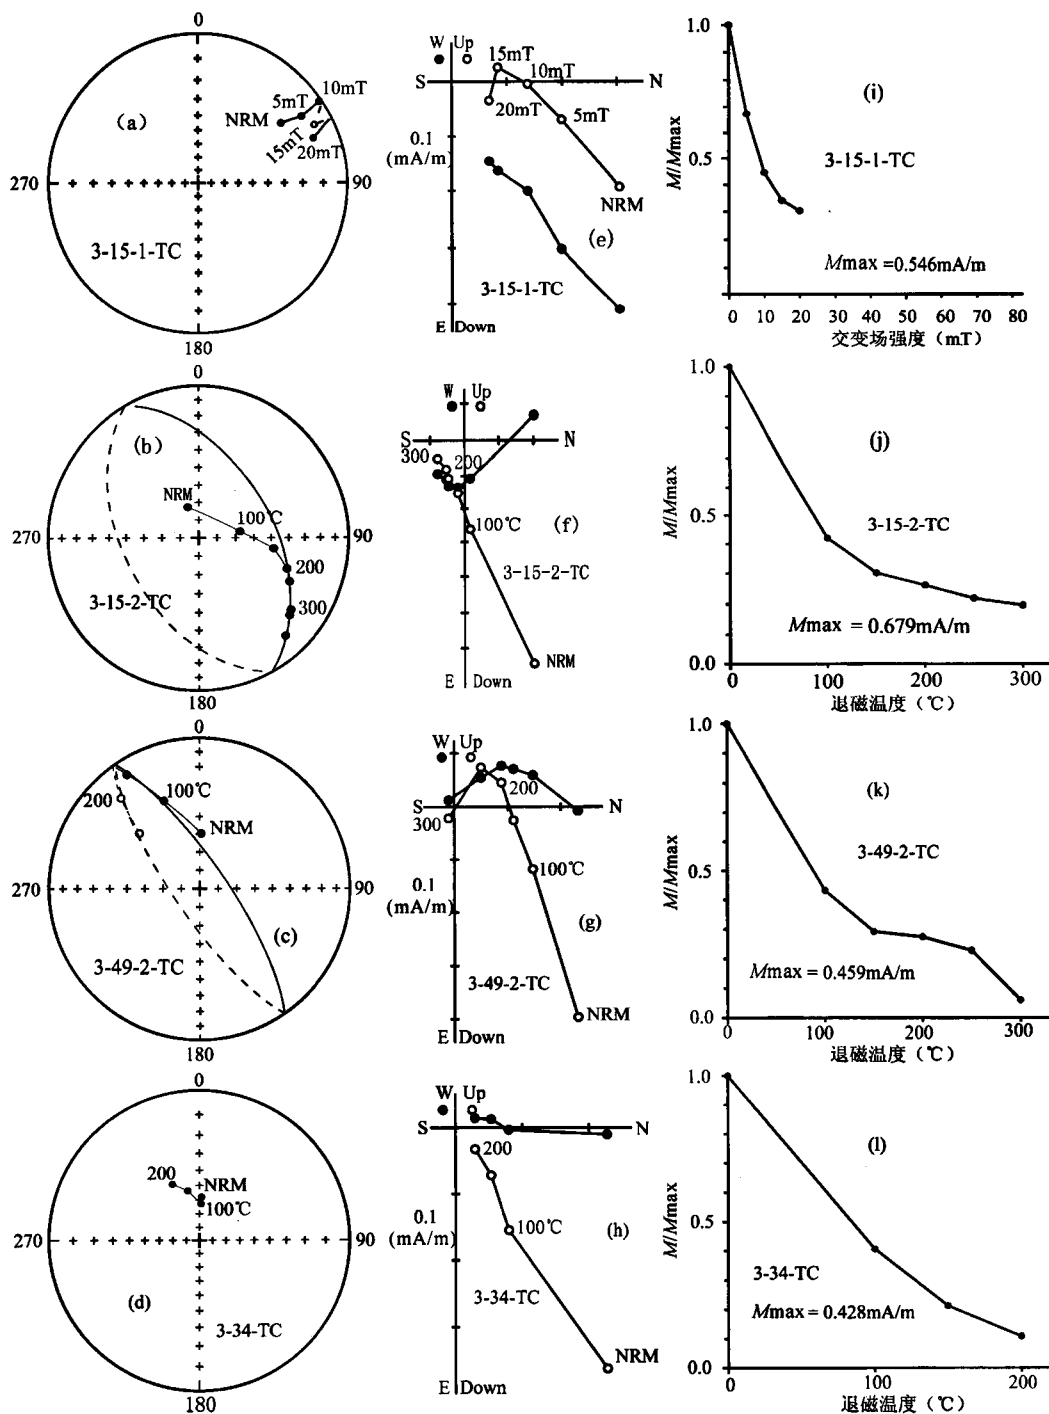 0
10mT
5mT
NRM
(a)
15mT
20mT
270
90
3-15-1-TC
180
W Up
15mT
10mT
S
N
20mT
5mT
0.1
(mA/m)
NRM
(e)
3-15-1-TC
E Down
1.0
(i)
M/Mmax
0.5
3-15-1-TC
Mmax =0.546mA/m
0
0 10 20 30 40 50 60 70 80
交变场强度（mT）
0
(b)
NRM
100℃
270
90
200
3-15-2-TC
300
180
W Up
S
N
300
200
100℃
(f)
3-15-2-TC
NRM
E Down
1.0
(j)
M/Mmax
0.5
3-15-2-TC
Mmax = 0.679mA/m
0.0
0 100 200 300
退磁温度（℃）
0
100℃
200
NRM
270
90
(c)
3-49-2-TC
180
W Up
S
N
200
300
100℃
0.1
(mA/m)
(g)
3-49-2-TC
NRM
E Down
1.0
(k)
M/Mmax
3-49-2-TC
0.5
Mmax = 0.459mA/m
0.0
0 100 200 300
退磁温度（℃）
0
200
NRM
100℃
270
90
(d)
3-34-TC
180
W Up
S
N
200
0.1
(mA/m)
100℃
(h)
3-34-TC
NRM
E Down
1.0
(l)
M/Mmax
0.5
3-34-TC
Mmax = 0.428mA/m
0.0
0 100 200
退磁温度（℃）